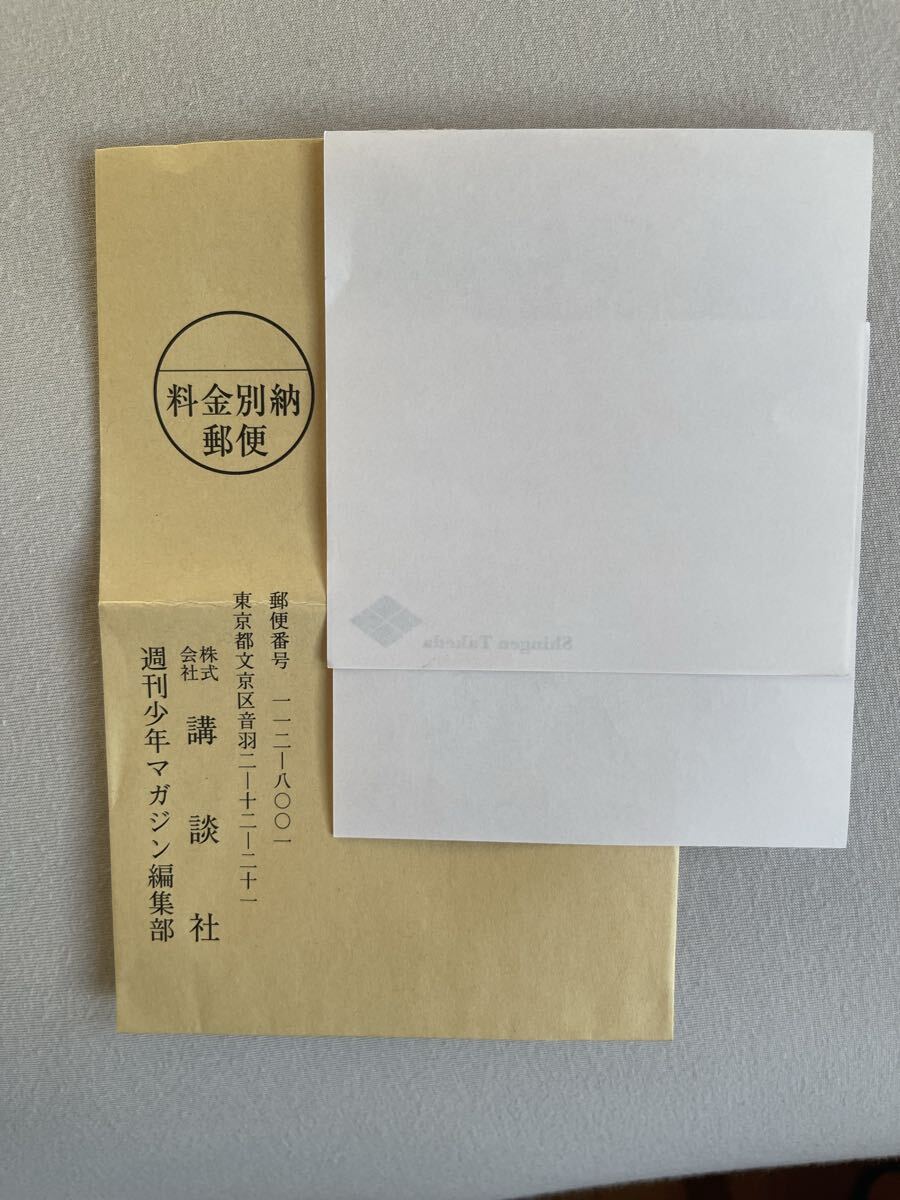 料金別納
郵便
郵便番号 一一二―八〇〇一
東京都文京区音羽二―十二―二十一
株式会社 講談社
週刊少年マガジン編集部
Shingen Takeda